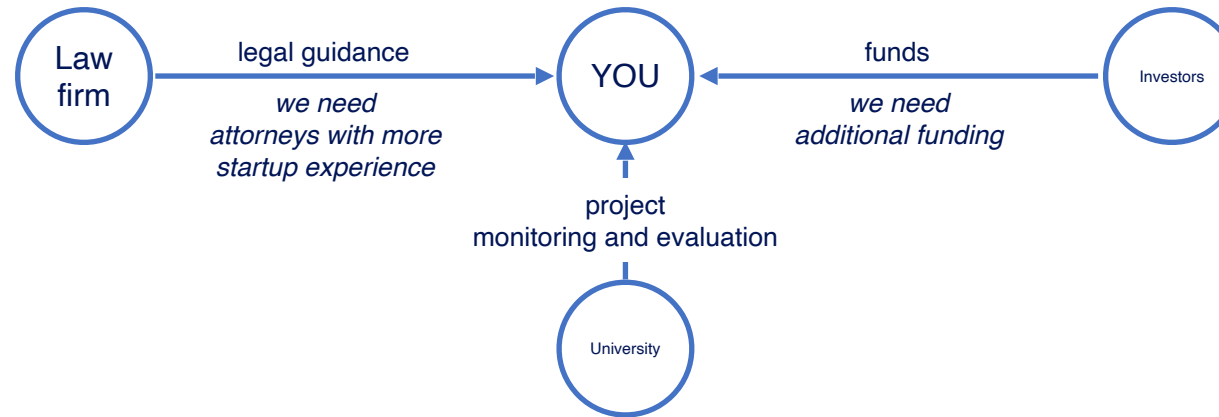 Law
firm
legal guidance
we need
attorneys with more
startup experience
YOU
funds
we need
additional funding
Investors
project
monitoring and evaluation
University